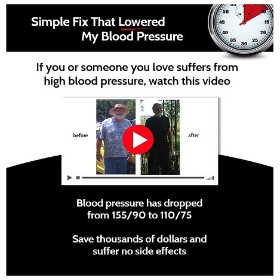 Simple Fix That Lowered
My Blood Pressure
If you or someone you love suffers from
high blood pressure, watch this video
before
after
Blood pressure has dropped
from 155/90 to 110/75
Save thousands of dollars and
suffer no side effects